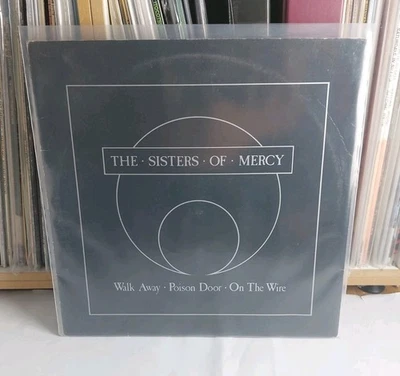 THE · SISTERS · OF · MERCY
Walk Away · Poison Door · On The Wire